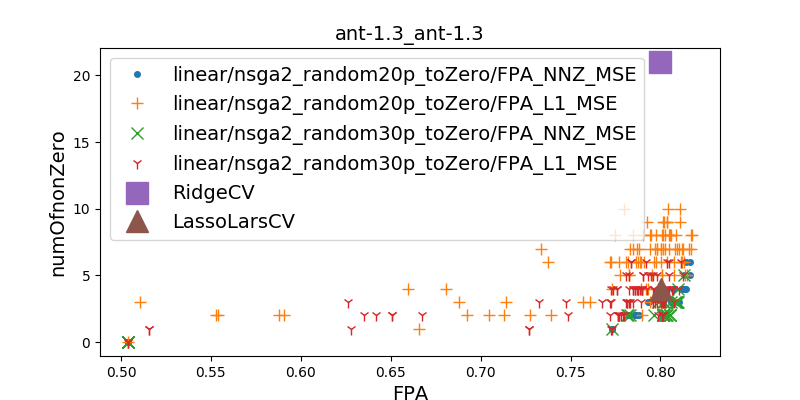 ant-1.3_ant-1.3
linear/nsga2_random20p_toZero/FPA_NNZ_MSE
linear/nsga2_random20p_toZero/FPA_L1_MSE
linear/nsga2_random30p_toZero/FPA_NNZ_MSE
linear/nsga2_random30p_toZero/FPA_L1_MSE
RidgeCV
LassoLarsCV
numOfnonZero
20
15
10
5
0
0.50 0.55 0.60 0.65 0.70 0.75 0.80
FPA